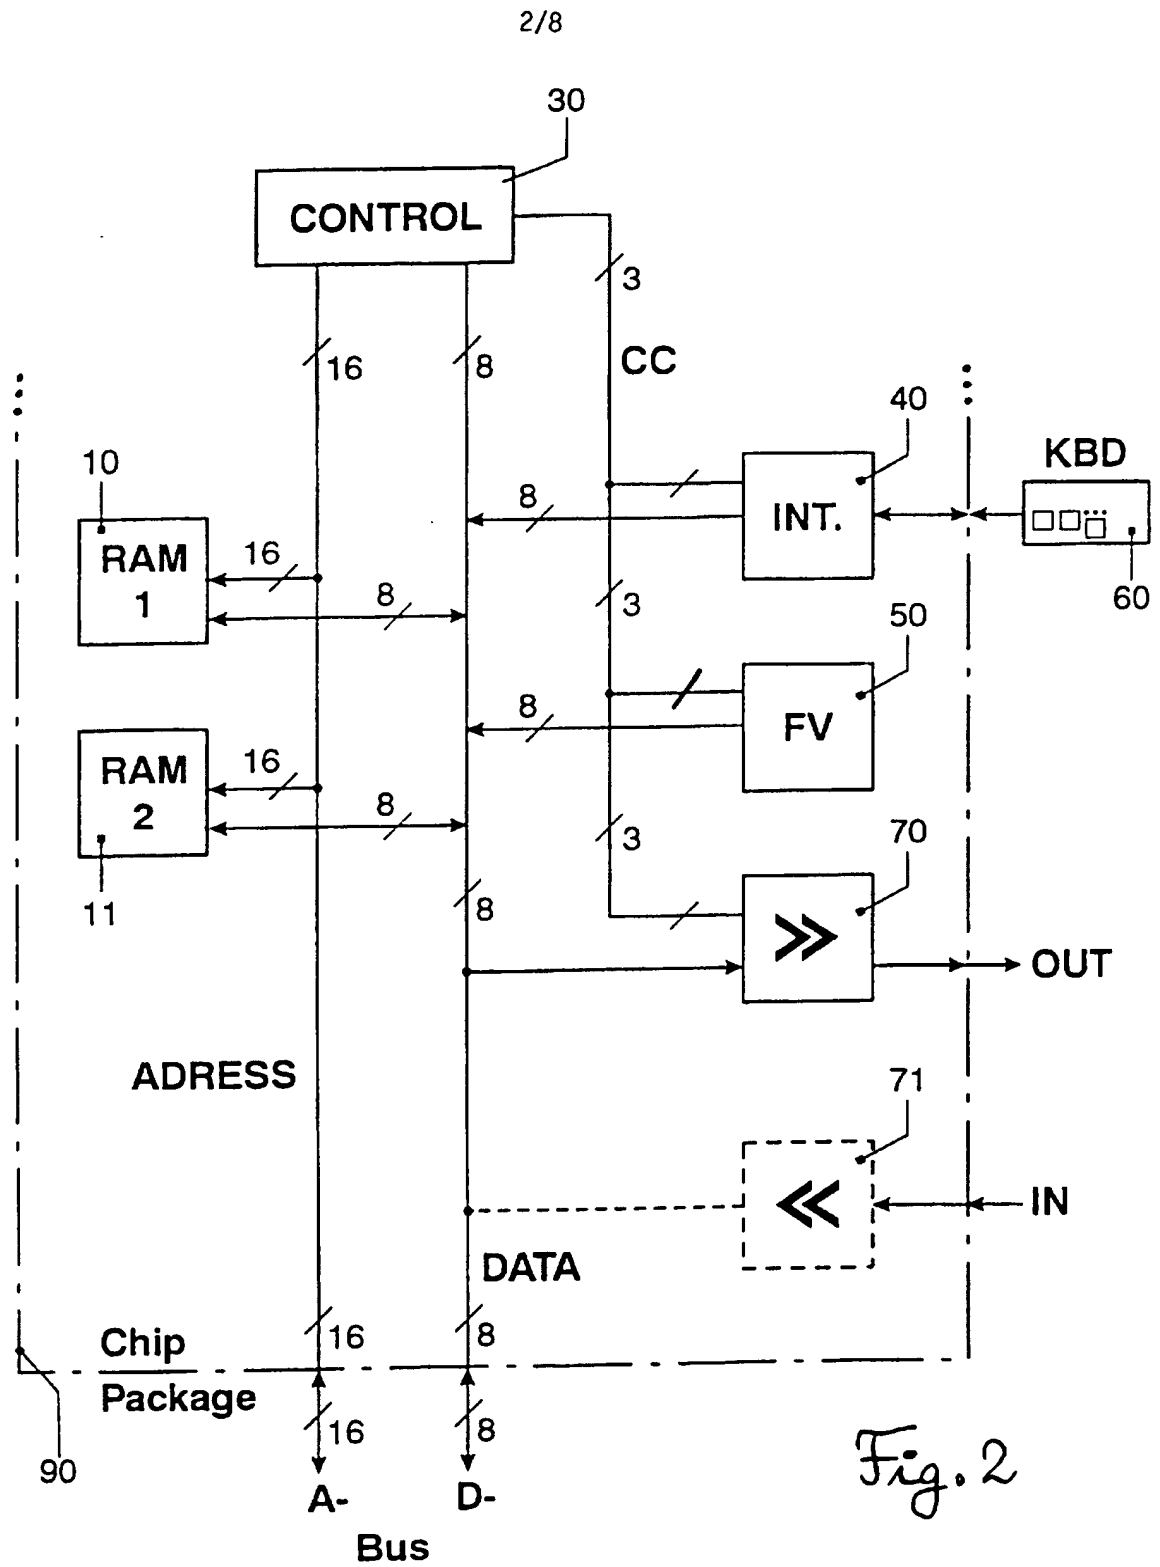 2/8
30
CONTROL
3
16
8
CC
40
10
KBD
8
INT.
RAM
1
16
8
3
60
50
8
FV
RAM
2
16
8
3
70
11
8
OUT
ADRESS
71
IN
DATA
16
8
Chip
Package
16
8
90
A-
D-
Bus
Fig. 2